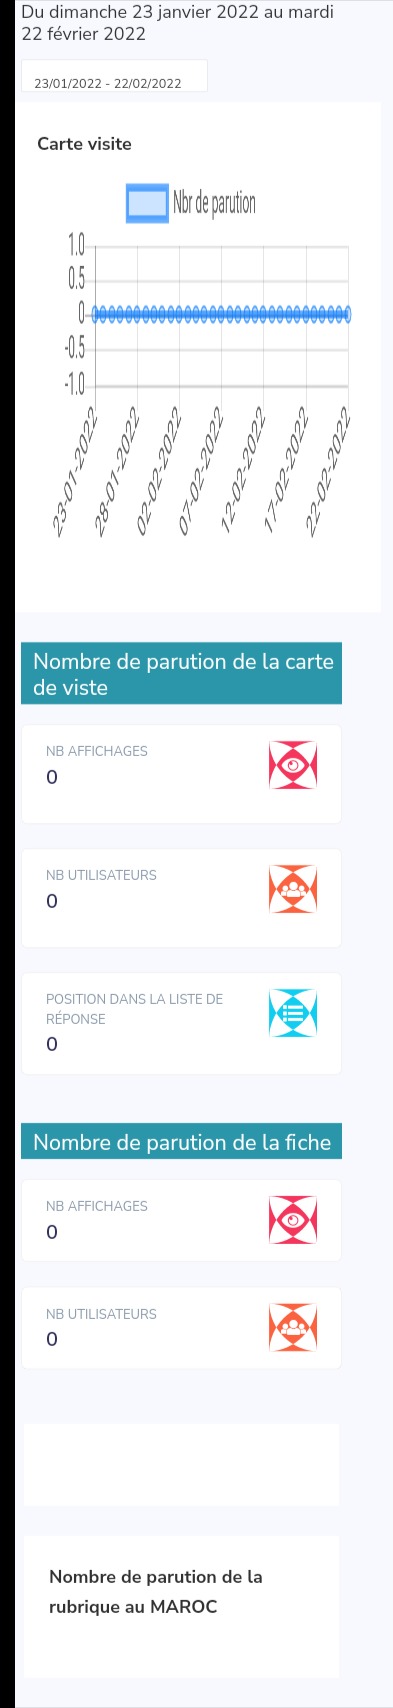 Du dimanche 23 janvier 2022 au mardi
22 février 2022
23/01/2022 - 22/02/2022
Carte visite
Nbr de parution
1.0
0.5
0
-0.5
-1.0
23-01-2022
28-01-2022
02-02-2022
07-02-2022
12-02-2022
17-02-2022
22-02-2022
Nombre de parution de la carte
de viste
NB AFFICHAGES
0
NB UTILISATEURS
0
POSITION DANS LA LISTE DE
RÉPONSE
0
Nombre de parution de la fiche
NB AFFICHAGES
0
NB UTILISATEURS
0
Nombre de parution de la
rubrique au MAROC